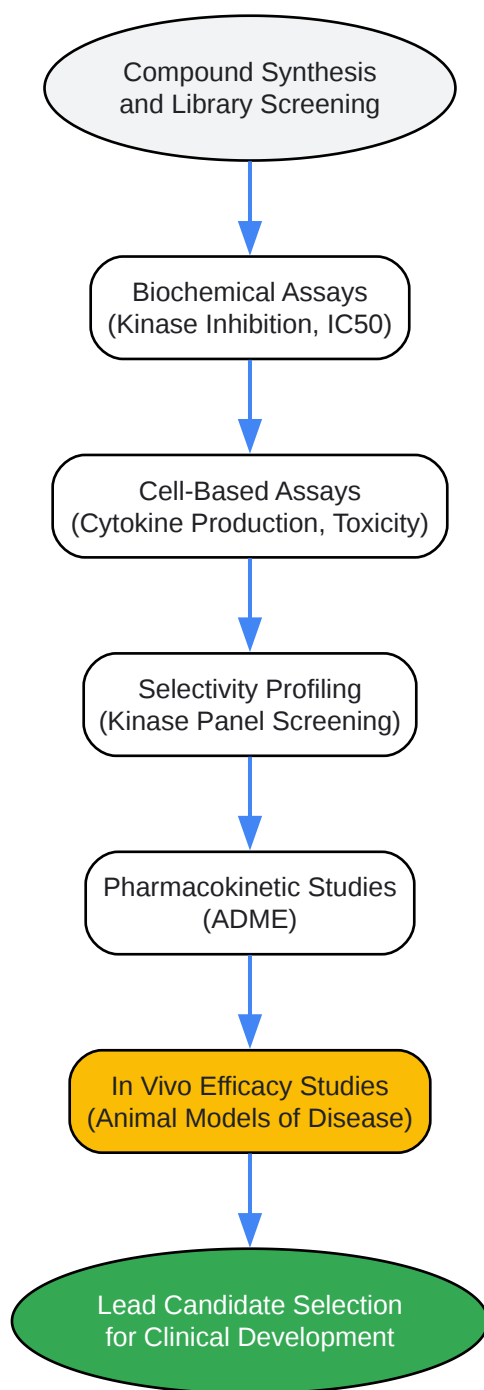 Compound Synthesis
and Library Screening
Biochemical Assays
(Kinase Inhibition, IC50)
Cell-Based Assays
(Cytokine Production, Toxicity)
Selectivity Profiling
(Kinase Panel Screening)
Pharmacokinetic Studies
(ADME)
In Vivo Efficacy Studies
(Animal Models of Disease)
Lead Candidate Selection
for Clinical Development